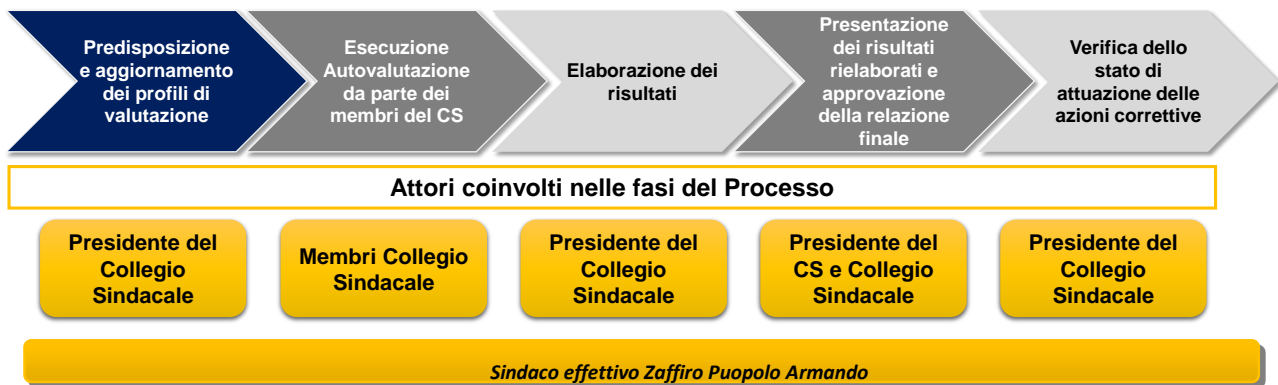 Predisposizione
e aggiornamento
dei profili di
valutazione
Esecuzione
Autovalutazione
da parte dei
membri del CS
Elaborazione dei
risultati
Presentazione
dei risultati
rielaborati e
approvazione
della relazione
finale
Verifica dello
stato di
attuazione delle
azioni correttive
Attori coinvolti nelle fasi del Processo
Presidente del
Collegio
Sindacale
Membri Collegio
Sindacale
Presidente del
Collegio
Sindacale
Presidente del
CS e Collegio
Sindacale
Presidente del
Collegio
Sindacale
Sindaco effettivo Zaffiro Puopolo Armando